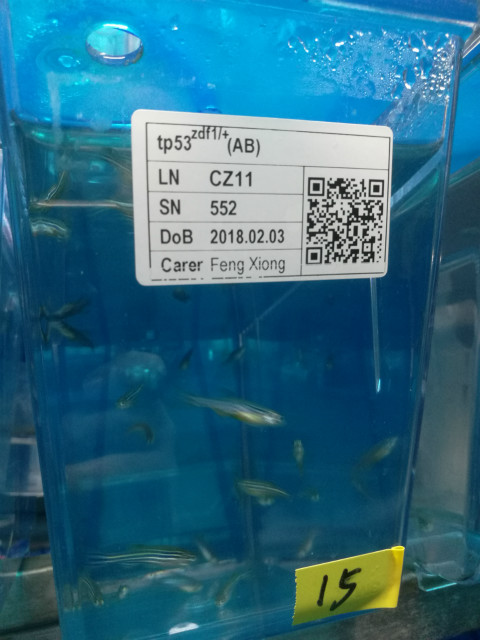 tp53zdf1/+(AB)
LN CZ11
SN 552
DoB 2018.02.03
Carer Feng Xiong
15